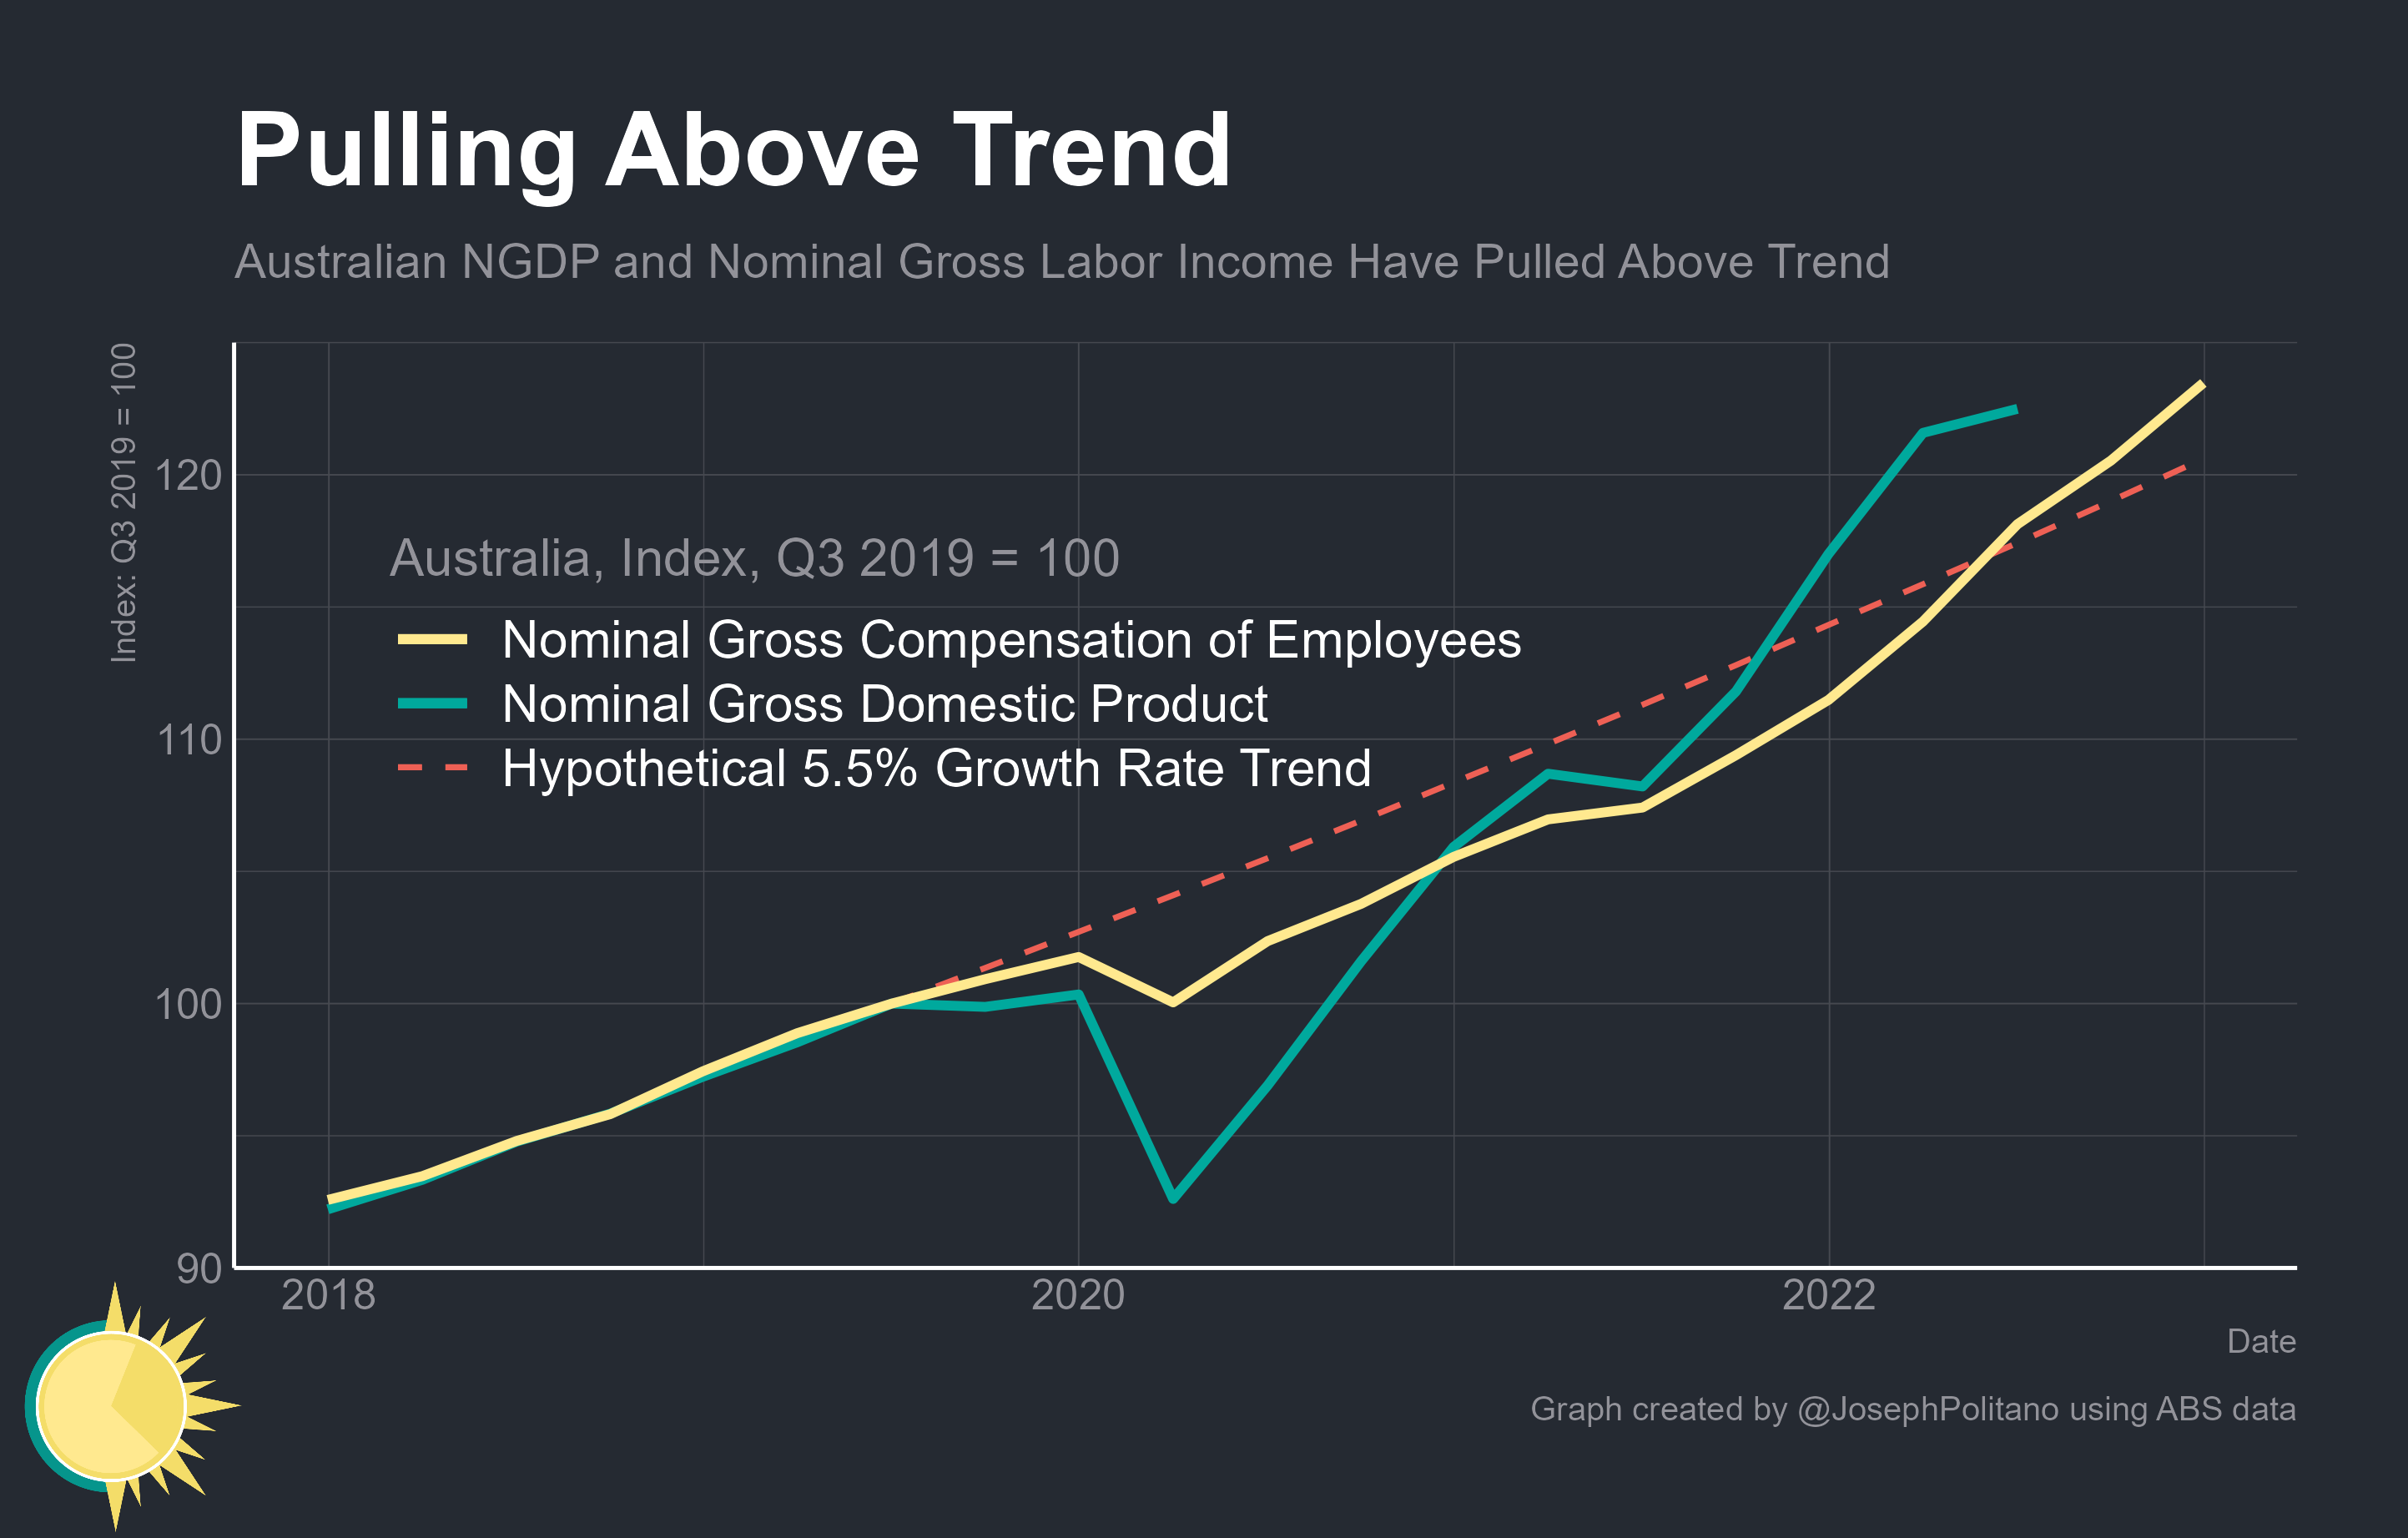 Pulling Above Trend
Australian NGDP and Nominal Gross Labor Income Have Pulled Above Trend
Index: Q3 2019 = 100
120
110
100
90
Australia, Index, Q3 2019 = 100
Nominal Gross Compensation of Employees
Nominal Gross Domestic Product
Hypothetical 5.5% Growth Rate Trend
2018
2020
2022
Date
Graph created by @JosephPolitano using ABS data